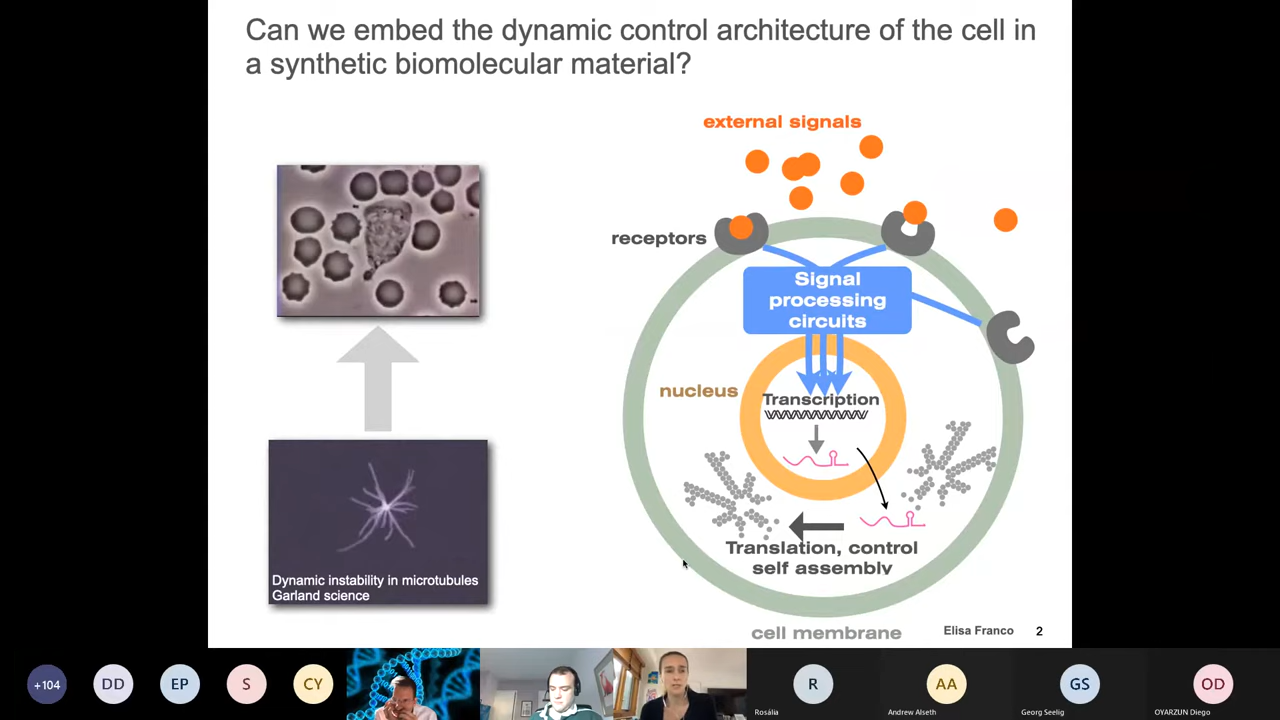 Can we embed the dynamic control architecture of the cell in
a synthetic biomolecular material?
external signals
receptors
Signal
processing
circuits
nucleus
Transcription
Translation, control
self assembly
cell membrane
Dynamic instability in microtubules
Garland science
Elisa Franco 2
+104
DD
EP
S
CY
R
Rosália
AA
Andrew Alseth
GS
Georg Seelig
OD
OYARZUN Diego